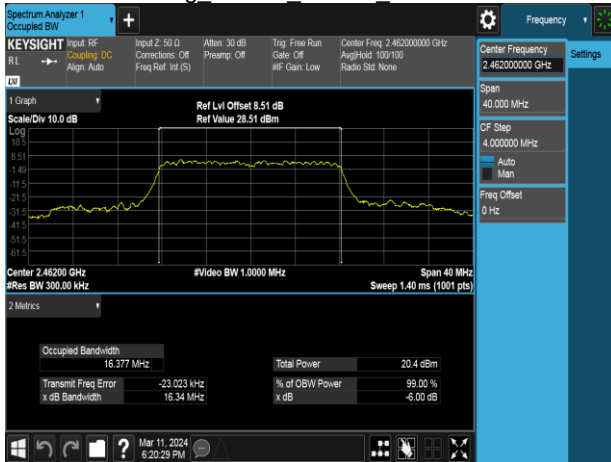 Spectrum Analyzer 1
Occupied BW
+
Frequency
KEYSIGHT
RL
LXI
Input: RF
Coupling: DC
Align: Auto
Input Z: 50 Ω
Corrections: Off
Freq Ref: Int (S)
Atten: 30 dB
Preamp: Off
Trig: Free Run
Gate: Off
#IF Gain: Low
Center Freq: 2.462000000 GHz
Avg|Hold: 100/100
Radio Std: None
Center Frequency
2.462000000 GHz
Settings
Span
40.000 MHz
CF Step
4.000000 MHz
Auto
Man
Freq Offset
0 Hz
1 Graph
Scale/Div 10.0 dB
Ref Lvl Offset 8.51 dB
Ref Value 28.51 dBm
Log
18.5
8.51
-1.49
-11.5
-21.5
-31.5
-41.5
-51.5
-61.5
Center 2.46200 GHz
#Video BW 1.0000 MHz
Span 40 MHz
#Res BW 300.00 kHz
Sweep 1.40 ms (1001 pts)
2 Metrics
Occupied Bandwidth
16.377 MHz
Total Power 20.4 dBm
Transmit Freq Error -23.023 kHz
% of OBW Power 99.00 %
x dB Bandwidth 16.34 MHz
x dB -6.00 dB
?
Mar 11, 2024
6:20:29 PM